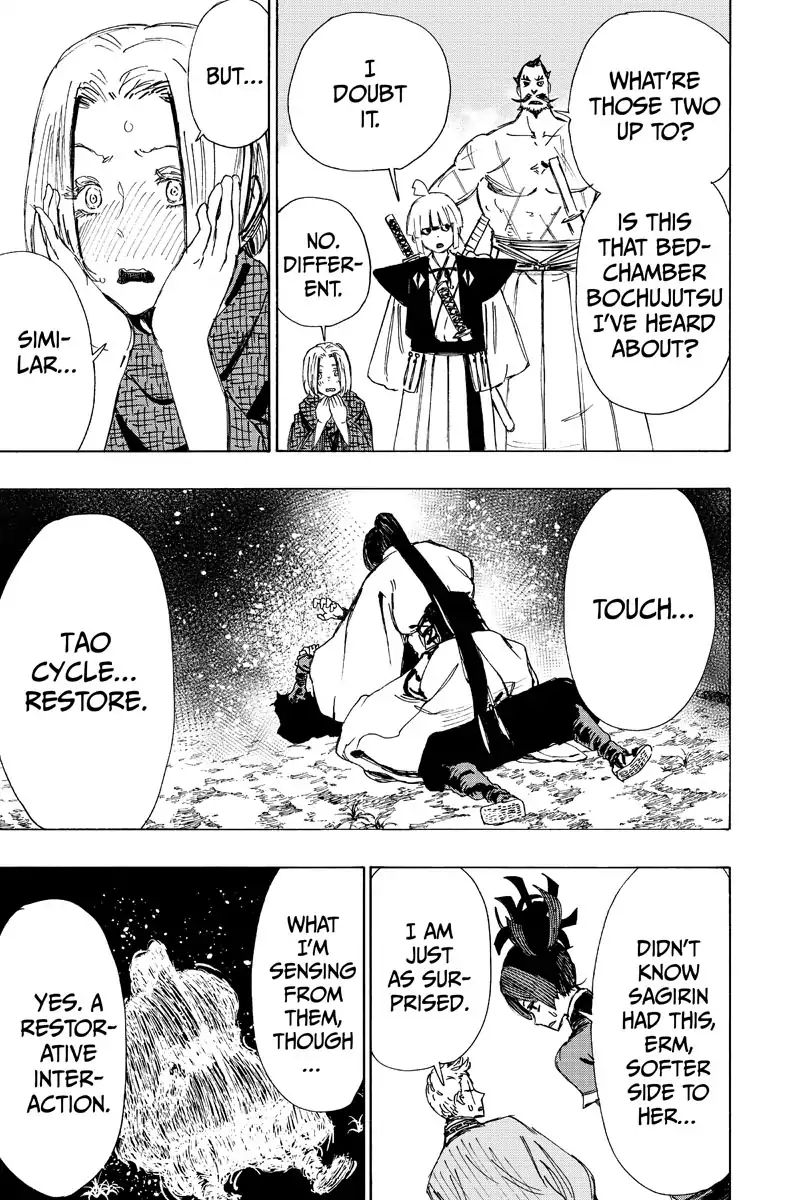 WHAT'RE
THOSE TWO
UP TO?
IS THIS
THAT BED-
CHAMBER
BOCHUJUTSU
I'VE HEARD
ABOUT?
I
DOUBT
IT.
NO.
DIFFER-
ENT.
BUT...
SIMI-
LAR...
TOUCH...
TAO
CYCLE...
RESTORE.
DIDN'T
KNOW
SAGIRIN
HAD THIS,
ERM,
SOFTER
SIDE TO
HER...
I AM
JUST
AS SUR-
PRISED.
WHAT
I'M
SENSING
FROM
THEM,
THOUGH
...
YES. A
RESTOR-
ATIVE
INTER-
ACTION.